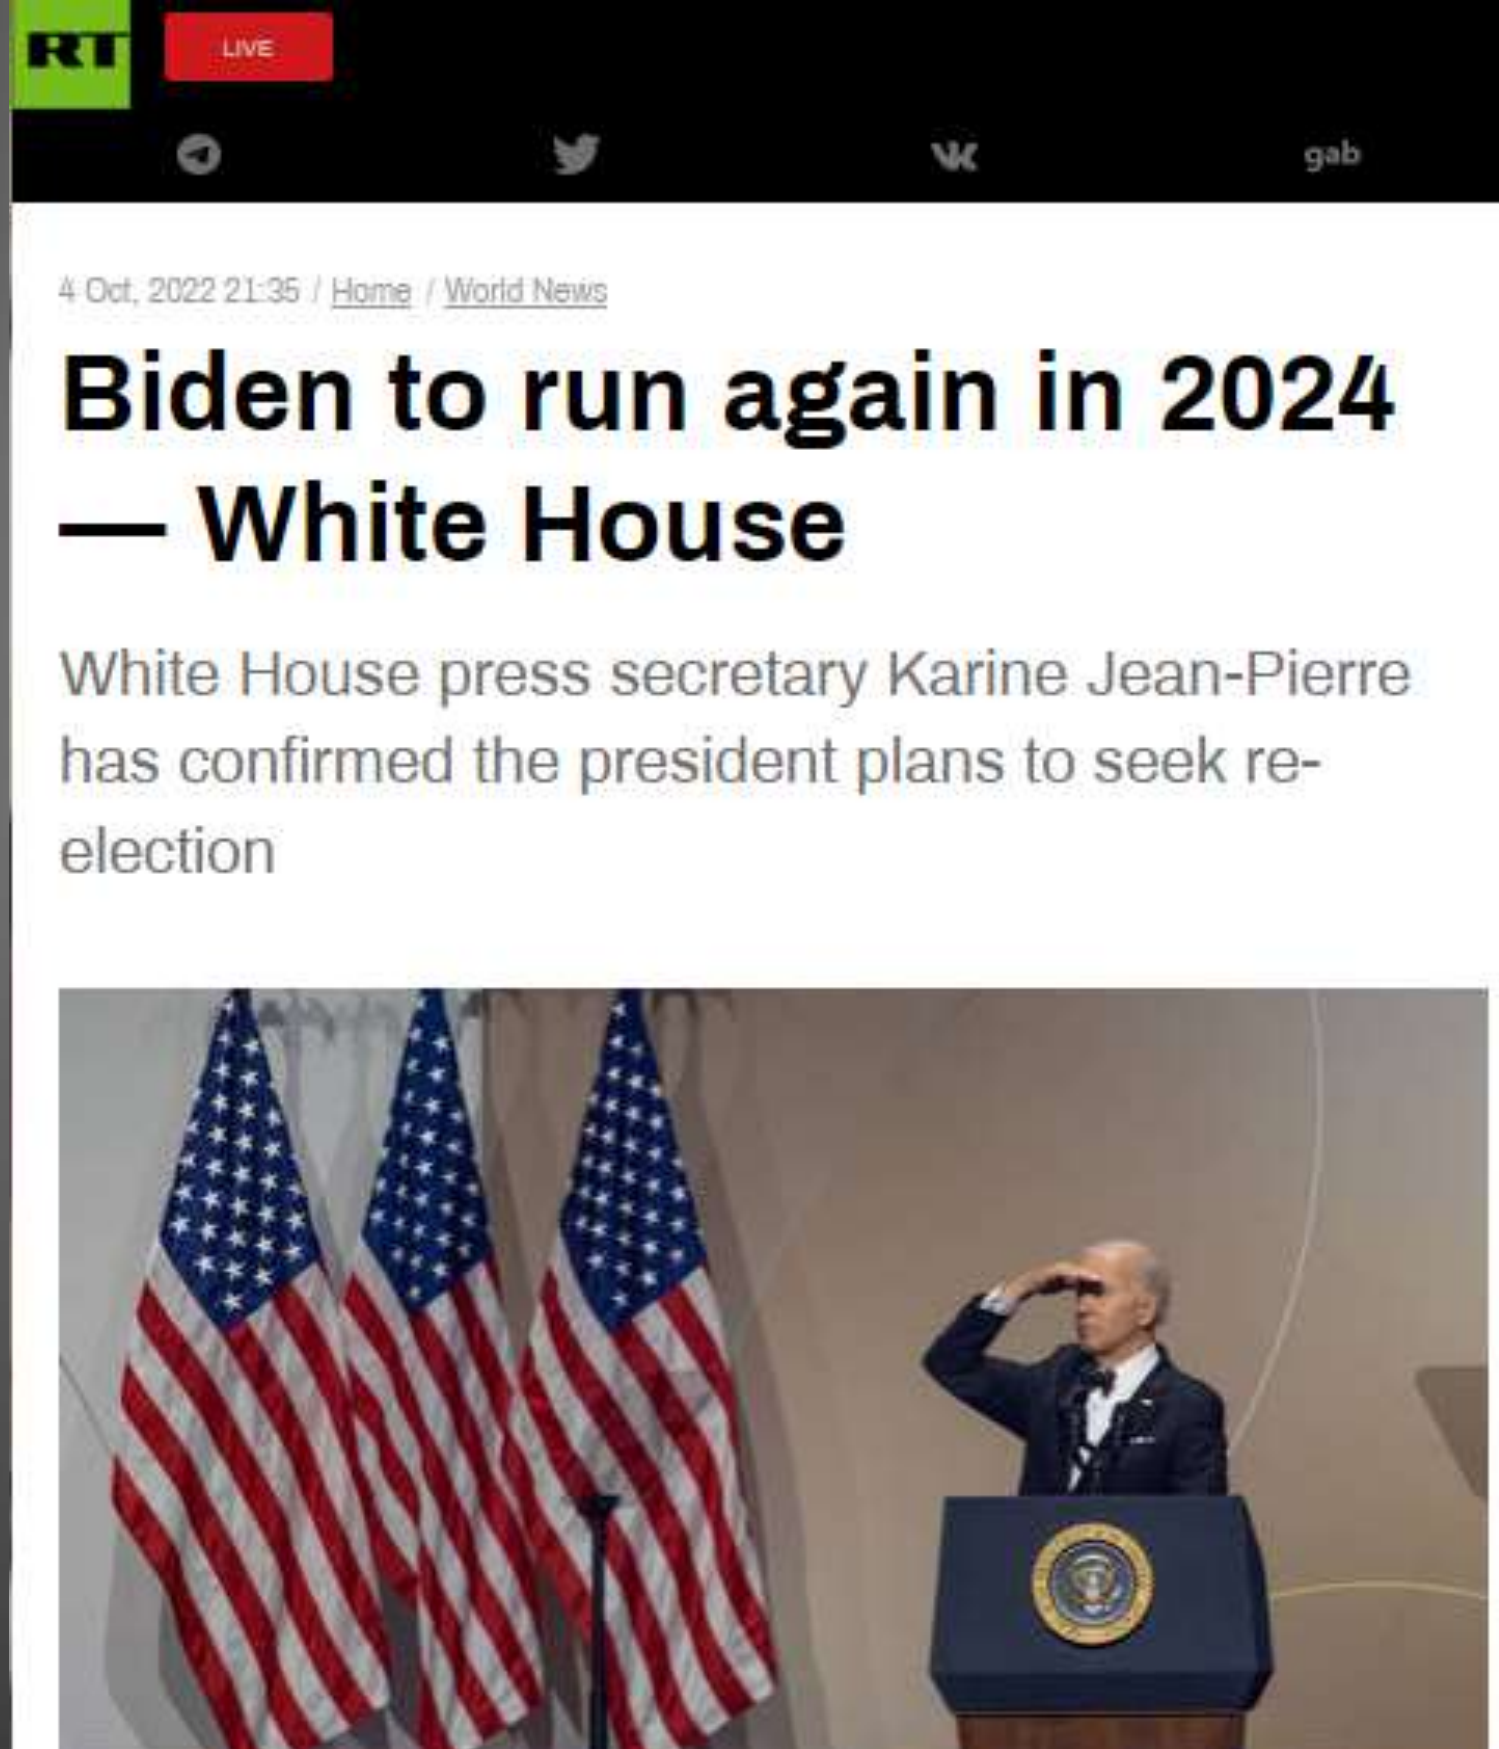 RT
LIVE
gab
4 Oct, 2022 21:35 / Home / World News
Biden to run again in 2024
— White House
White House press secretary Karine Jean-Pierre
has confirmed the president plans to seek re-
election